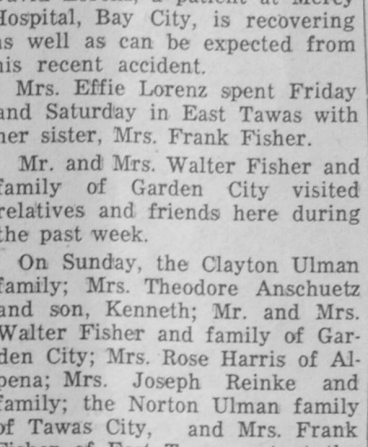 Hospital, Bay City, is recovering
as well as can be expected from
his recent accident.
Mrs. Effie Lorenz spent Friday
and Saturday in East Tawas with
her sister, Mrs. Frank Fisher.
Mr. and Mrs. Walter Fisher and
family of Garden City visited
relatives and friends here during
the past week.
On Sunday, the Clayton Ulman
family; Mrs. Theodore Anschuetz
and son, Kenneth; Mr. and Mrs.
Walter Fisher and family of Gar-
den City; Mrs. Rose Harris of Al-
pena; Mrs. Joseph Reinke and
family; the Norton Ulman family
of Tawas City, and Mrs. Frank